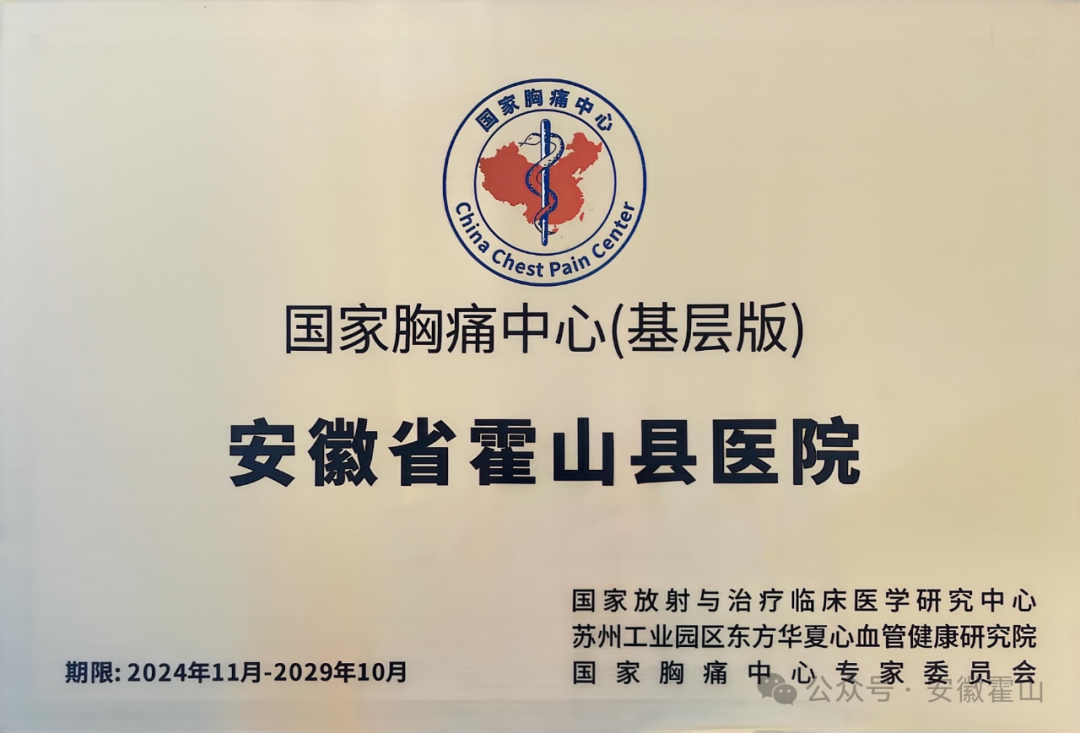 国家胸痛中心
China Chest Pain Center
国家胸痛中心(基层版)
安徽省霍山县医院
国家放射与治疗临床医学研究中心
苏州工业园区东方华夏心血管健康研究院
期限: 2024年11月-2029年10月
国家胸痛中心专家委员会
公众号 · 安徽霍山